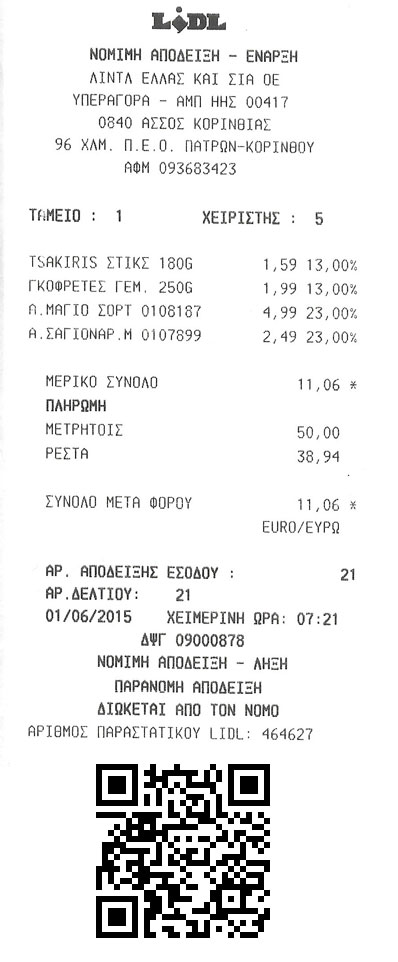 LiDL
ΝΟΜΙΜΗ ΑΠΟΔΕΙΞΗ - ΕΝΑΡΞΗ
ΛΙΝΤΛ ΕΛΛΑΣ ΚΑΙ ΣΙΑ ΟΕ
ΥΠΕΡΑΓΟΡΑ - ΑΜΠ ΗΗΣ 00417
0840 ΑΣΣΟΣ ΚΟΡΙΝΘΙΑΣ
96 ΧΛΜ. Π.Ε.Ο. ΠΑΤΡΩΝ-ΚΟΡΙΝΘΟΥ
ΑΦΜ 093683423
ΤΑΜΕΙΟ : 1 ΧΕΙΡΙΣΤΗΣ : 5
TSAKIRIS ΣΤΙΚΣ 180G 1,59 13,00%
ΓΚΟΦΡΕΤΕΣ ΓΕΜ. 250G 1,99 13,00%
Α.ΜΑΓΙΟ ΣΟΡΤ 0108187 4,99 23,00%
Α.ΣΑΓΙΟΝΑΡ.Μ 0107899 2,49 23,00%
ΜΕΡΙΚΟ ΣΥΝΟΛΟ 11,06 *
ΠΛΗΡΩΜΗ
ΜΕΤΡΗΤΟΙΣ 50,00
ΡΕΣΤΑ 38,94
ΣΥΝΟΛΟ ΜΕΤΑ ΦΟΡΟΥ 11,06 *
EURO/ΕΥΡΩ
ΑΡ. ΑΠΟΔΕΙΞΗΣ ΕΣΟΔΟΥ : 21
ΑΡ.ΔΕΛΤΙΟΥ: 21
01/06/2015 ΧΕΙΜΕΡΙΝΗ ΩΡΑ: 07:21
ΔΨΓ 09000878
ΝΟΜΙΜΗ ΑΠΟΔΕΙΞΗ - ΛΗΞΗ
ΠΑΡΑΝΟΜΗ ΑΠΟΔΕΙΞΗ
ΔΙΩΚΕΤΑΙ ΑΠΟ ΤΟΝ ΝΟΜΟ
ΑΡΙΘΜΟΣ ΠΑΡΑΣΤΑΤΙΚΟΥ LIDL: 464627